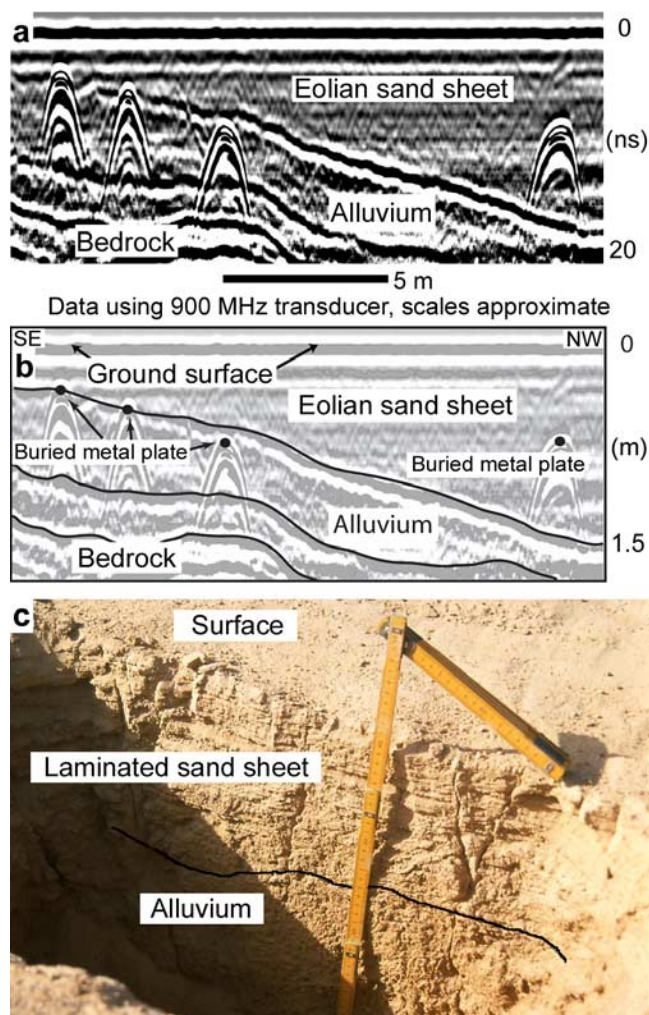 a
0
Eolian sand sheet
(ns)
Alluvium
Bedrock
20
5 m
Data using 900 MHz transducer, scales approximate
SE
NW
0
b
Ground surface
Eolian sand sheet
Buried metal plate
Buried metal plate
(m)
Alluvium
1.5
Bedrock
c
Surface
Laminated sand sheet
Alluvium